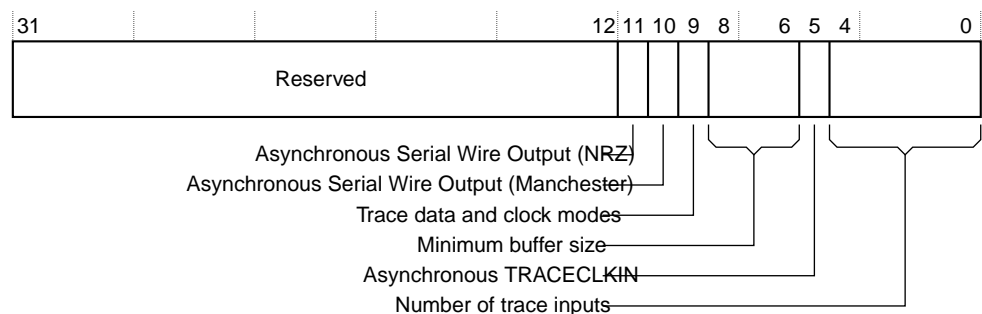 31 12 11 10 9 8 6 5 4 0
Reserved
Asynchronous Serial Wire Output (NRZ)
Asynchronous Serial Wire Output (Manchester)
Trace data and clock modes
Minimum buffer size
Asynchronous TRACECLKIN
Number of trace inputs